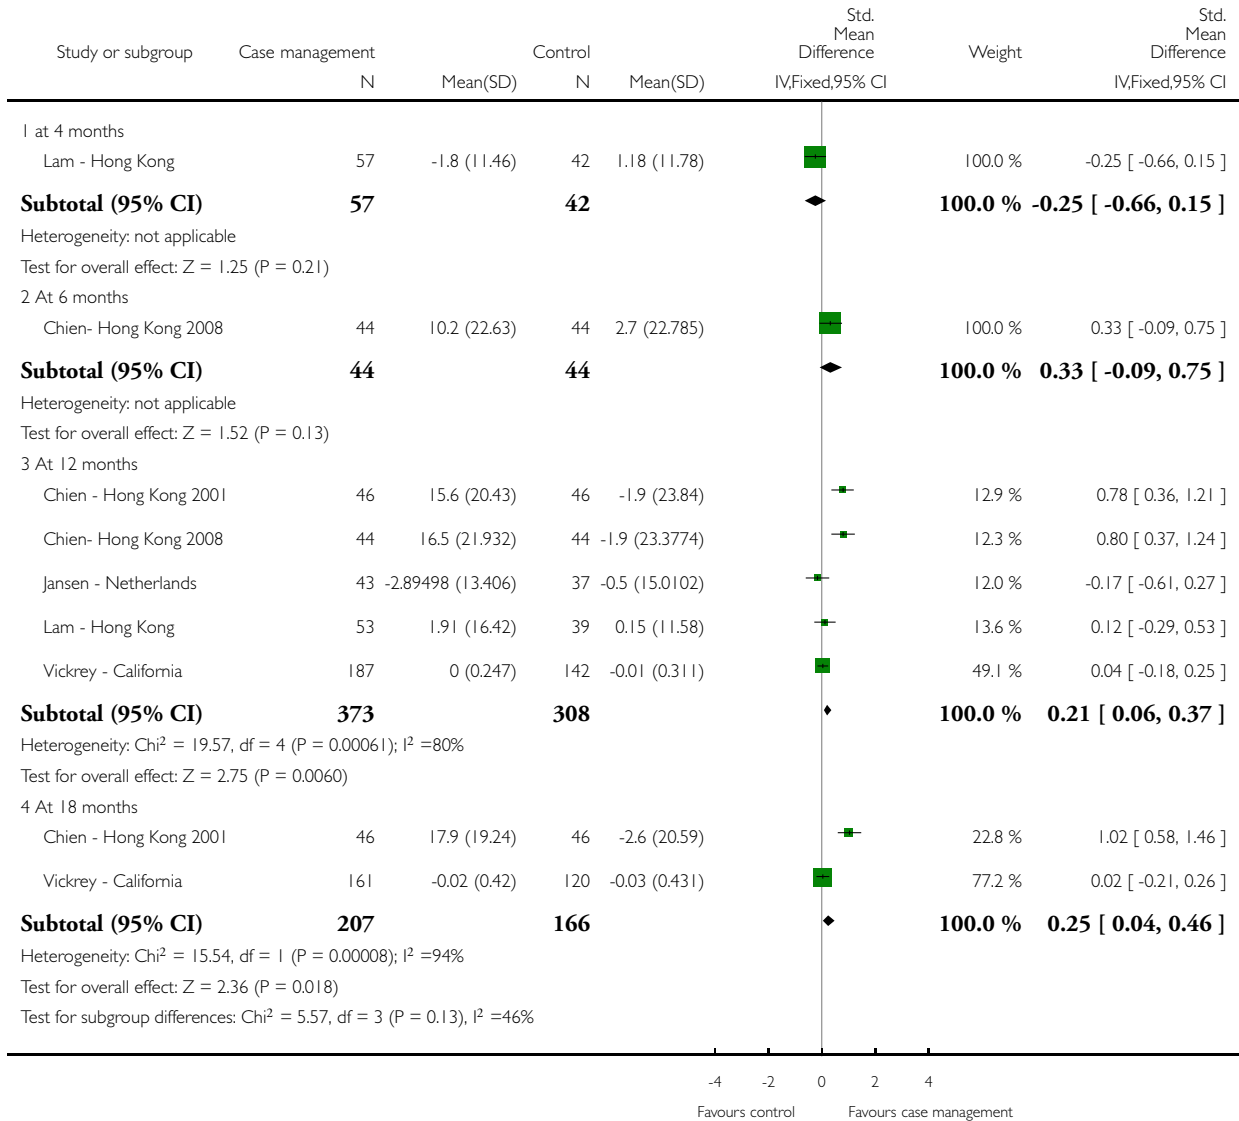 Std. Mean Difference Std. Mean Difference
Study or subgroup Case management Control Weight
N Mean(SD) N Mean(SD) IV,Fixed,95% CI IV,Fixed,95% CI
1 at 4 months
Lam - Hong Kong 57 -1.8 (11.46) 42 1.18 (11.78) 100.0 % -0.25 [ -0.66, 0.15 ]
Subtotal (95% CI) 57 42 100.0 % -0.25 [ -0.66, 0.15 ]
Heterogeneity: not applicable
Test for overall effect: Z = 1.25 (P = 0.21)
2 At 6 months
Chien- Hong Kong 2008 44 10.2 (22.63) 44 2.7 (22.785) 100.0 % 0.33 [ -0.09, 0.75 ]
Subtotal (95% CI) 44 44 100.0 % 0.33 [ -0.09, 0.75 ]
Heterogeneity: not applicable
Test for overall effect: Z = 1.52 (P = 0.13)
3 At 12 months
Chien - Hong Kong 2001 46 15.6 (20.43) 46 -1.9 (23.84) 12.9 % 0.78 [ 0.36, 1.21 ]
Chien- Hong Kong 2008 44 16.5 (21.932) 44 -1.9 (23.3774) 12.3 % 0.80 [ 0.37, 1.24 ]
Jansen - Netherlands 43 -2.89498 (13.406) 37 -0.5 (15.0102) 12.0 % -0.17 [ -0.61, 0.27 ]
Lam - Hong Kong 53 1.91 (16.42) 39 0.15 (11.58) 13.6 % 0.12 [ -0.29, 0.53 ]
Vickrey - California 187 0 (0.247) 142 -0.01 (0.311) 49.1 % 0.04 [ -0.18, 0.25 ]
Subtotal (95% CI) 373 308 100.0 % 0.21 [ 0.06, 0.37 ]
Heterogeneity: Chi² = 19.57, df = 4 (P = 0.00061); I² =80%
Test for overall effect: Z = 2.75 (P = 0.0060)
4 At 18 months
Chien - Hong Kong 2001 46 17.9 (19.24) 46 -2.6 (20.59) 22.8 % 1.02 [ 0.58, 1.46 ]
Vickrey - California 161 -0.02 (0.42) 120 -0.03 (0.431) 77.2 % 0.02 [ -0.21, 0.26 ]
Subtotal (95% CI) 207 166 100.0 % 0.25 [ 0.04, 0.46 ]
Heterogeneity: Chi² = 15.54, df = 1 (P = 0.00008); I² =94%
Test for overall effect: Z = 2.36 (P = 0.018)
Test for subgroup differences: Chi² = 5.57, df = 3 (P = 0.13), I² =46%
-4 -2 0 2 4
Favours control Favours case management